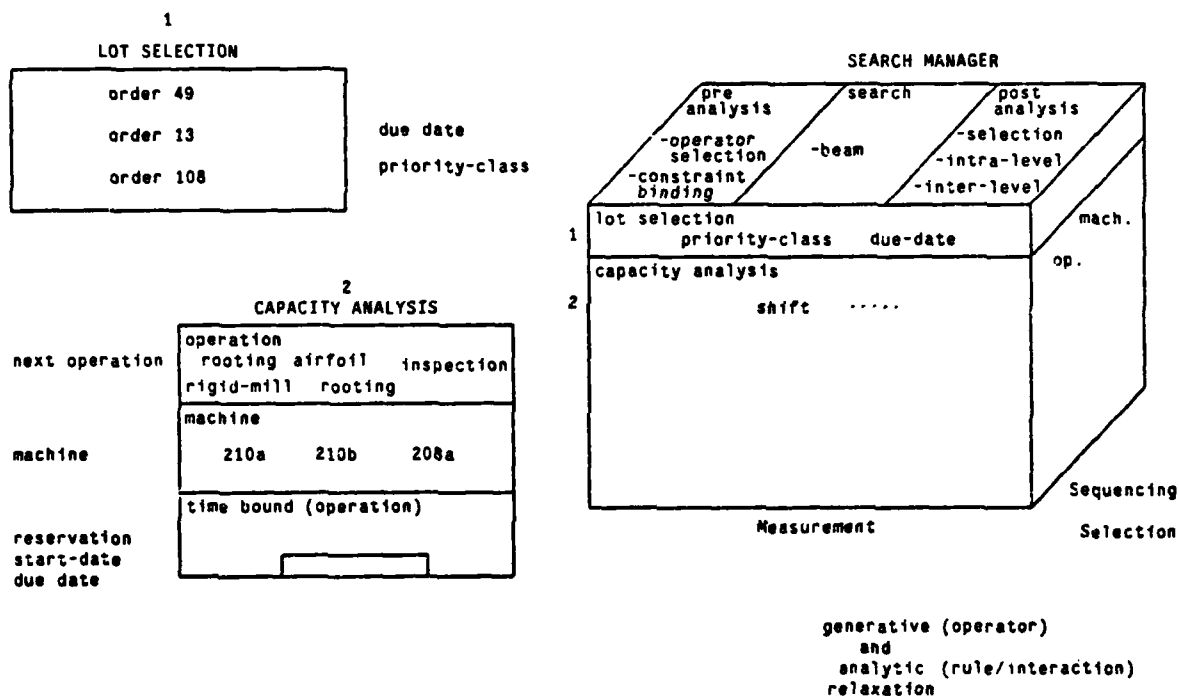 1
LOT SELECTION
order 49
order 13
order 108
due date
priority-class
2
CAPACITY ANALYSIS
next operation
operation
rooting airfoil inspection
rigid-mill rooting
machine
machine
210a 210b 208a
time bound (operation)
reservation
start-date
due date
SEARCH MANAGER
pre
analysis
-operator
selection
-constraint
binding
search
-beam
post
analysis
-selection
-intra-level
-inter-level
1
lot selection
priority-class due-date
mach.
2
capacity analysis
shift .....
op.
Measurement
Sequencing
Selection
generative (operator)
and
analytic (rule/interaction)
relaxation